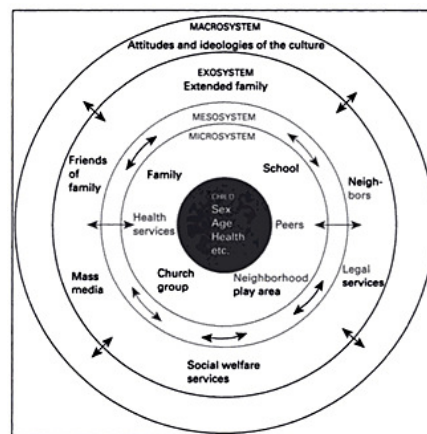 MACROSYSTEM
Attitudes and ideologies of the culture
EXOSYSTEM
Extended family
MESOSYSTEM
MICROSYSTEM
Friends
of
family
Family
School
Neigh-
bors
Health
services
CHILD
Sex
Age
Health
etc.
Peers
Mass
media
Church
group
Neighborhood
play area
Legal
services
Social welfare
services